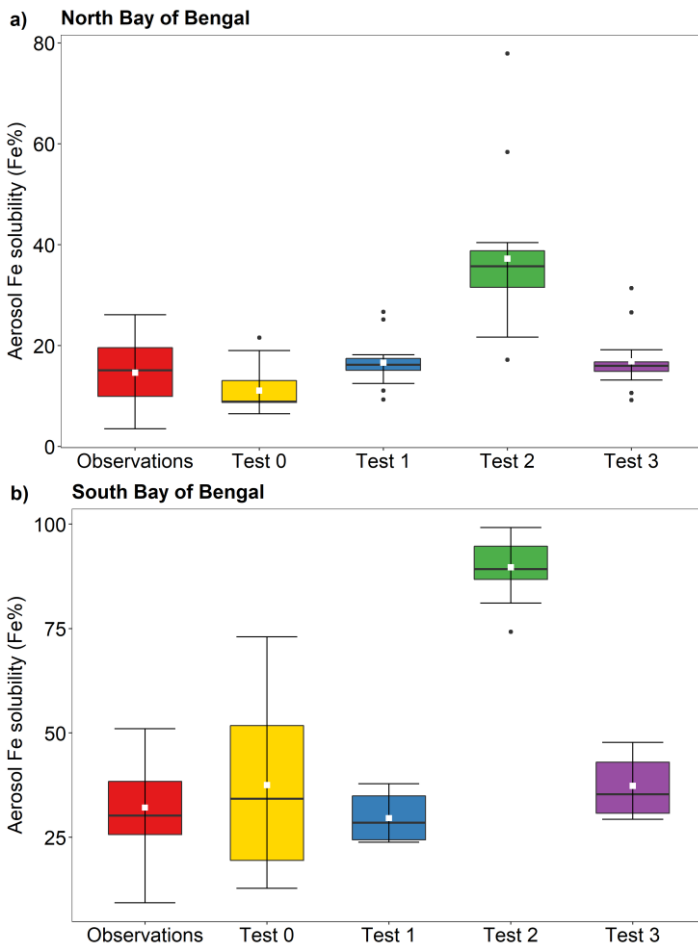 a) North Bay of Bengal
Aerosol Fe solubility (Fe%)
80
60
40
20
0
Observations Test 0 Test 1 Test 2 Test 3
b) South Bay of Bengal
Aerosol Fe solubility (Fe%)
100
75
50
25
Observations Test 0 Test 1 Test 2 Test 3